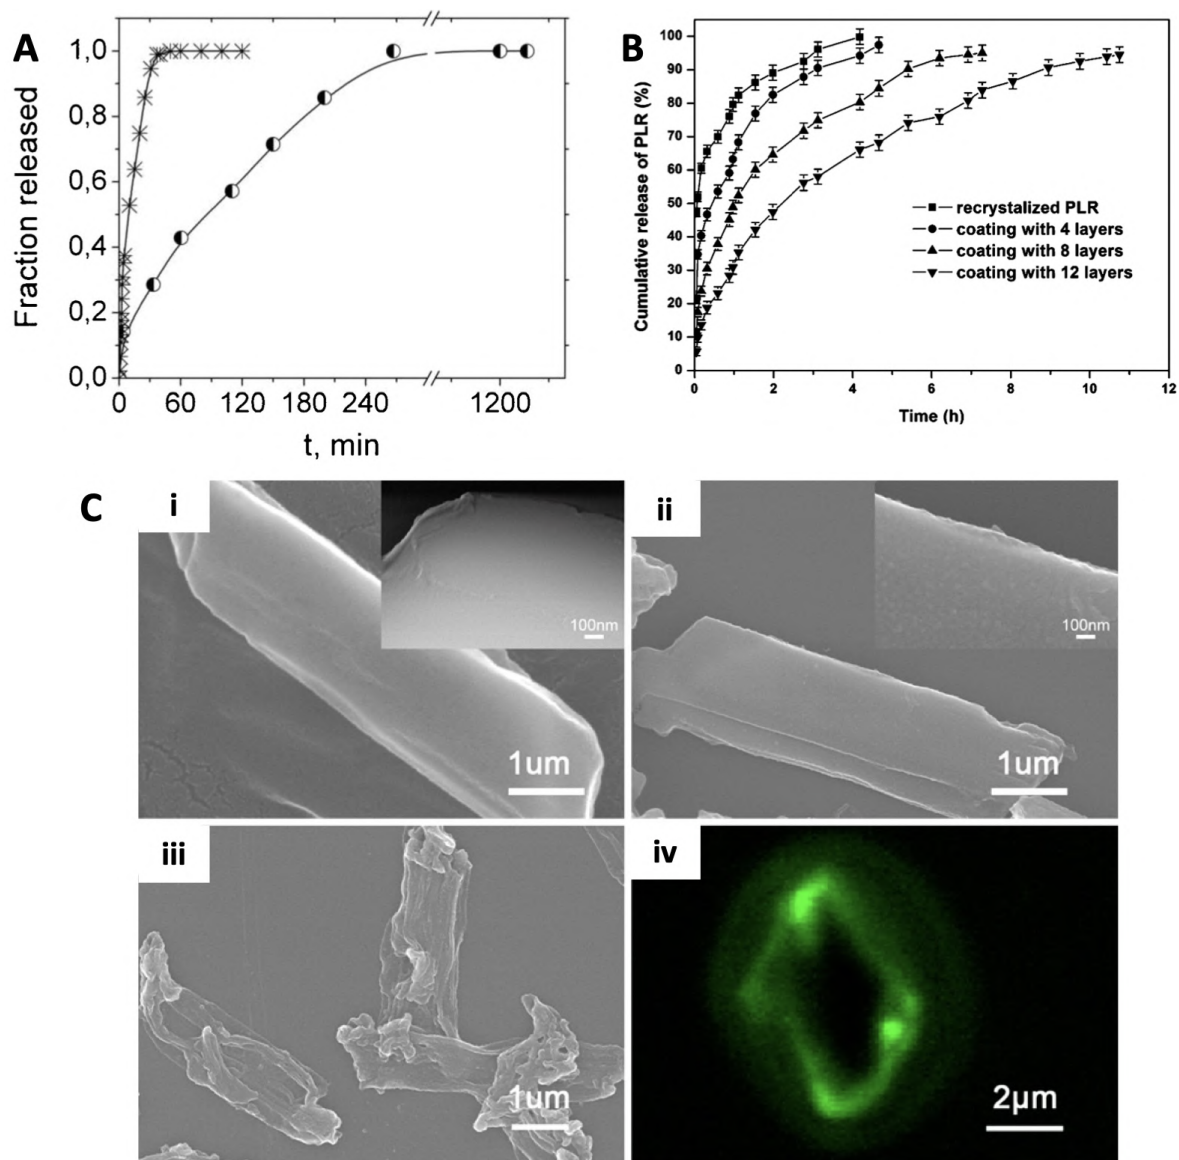 A
Fraction released
1,0
0,8
0,6
0,4
0,2
0,0
0 60 120 180 240 1200
t, min
B
Cumulative release of PLR (%)
100
90
80
70
60
50
40
30
20
10
0
recrystalized PLR
coating with 4 layers
coating with 8 layers
coating with 12 layers
0 2 4 6 8 10 12
Time (h)
C
i
100nm
1um
ii
100nm
1um
iii
1um
iv
2μm